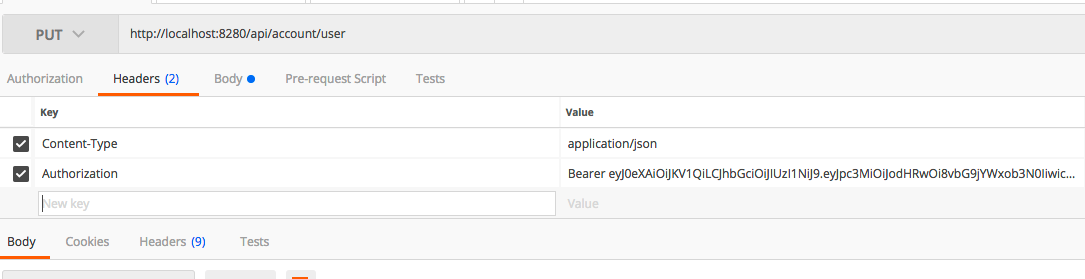 PUT http://localhost:8280/api/account/user
Authorization Headers (2) Body Pre-request Script Tests
Key Value
Content-Type application/json
Authorization Bearer eyJ0eXAiOiJKV1QiLCJhbGciOiJIUzI1NiJ9.eyJpc3MiOiJodHRwOi8vbG9jYWxob3N0Iiwic...
New key Value
Body Cookies Headers (9) Tests